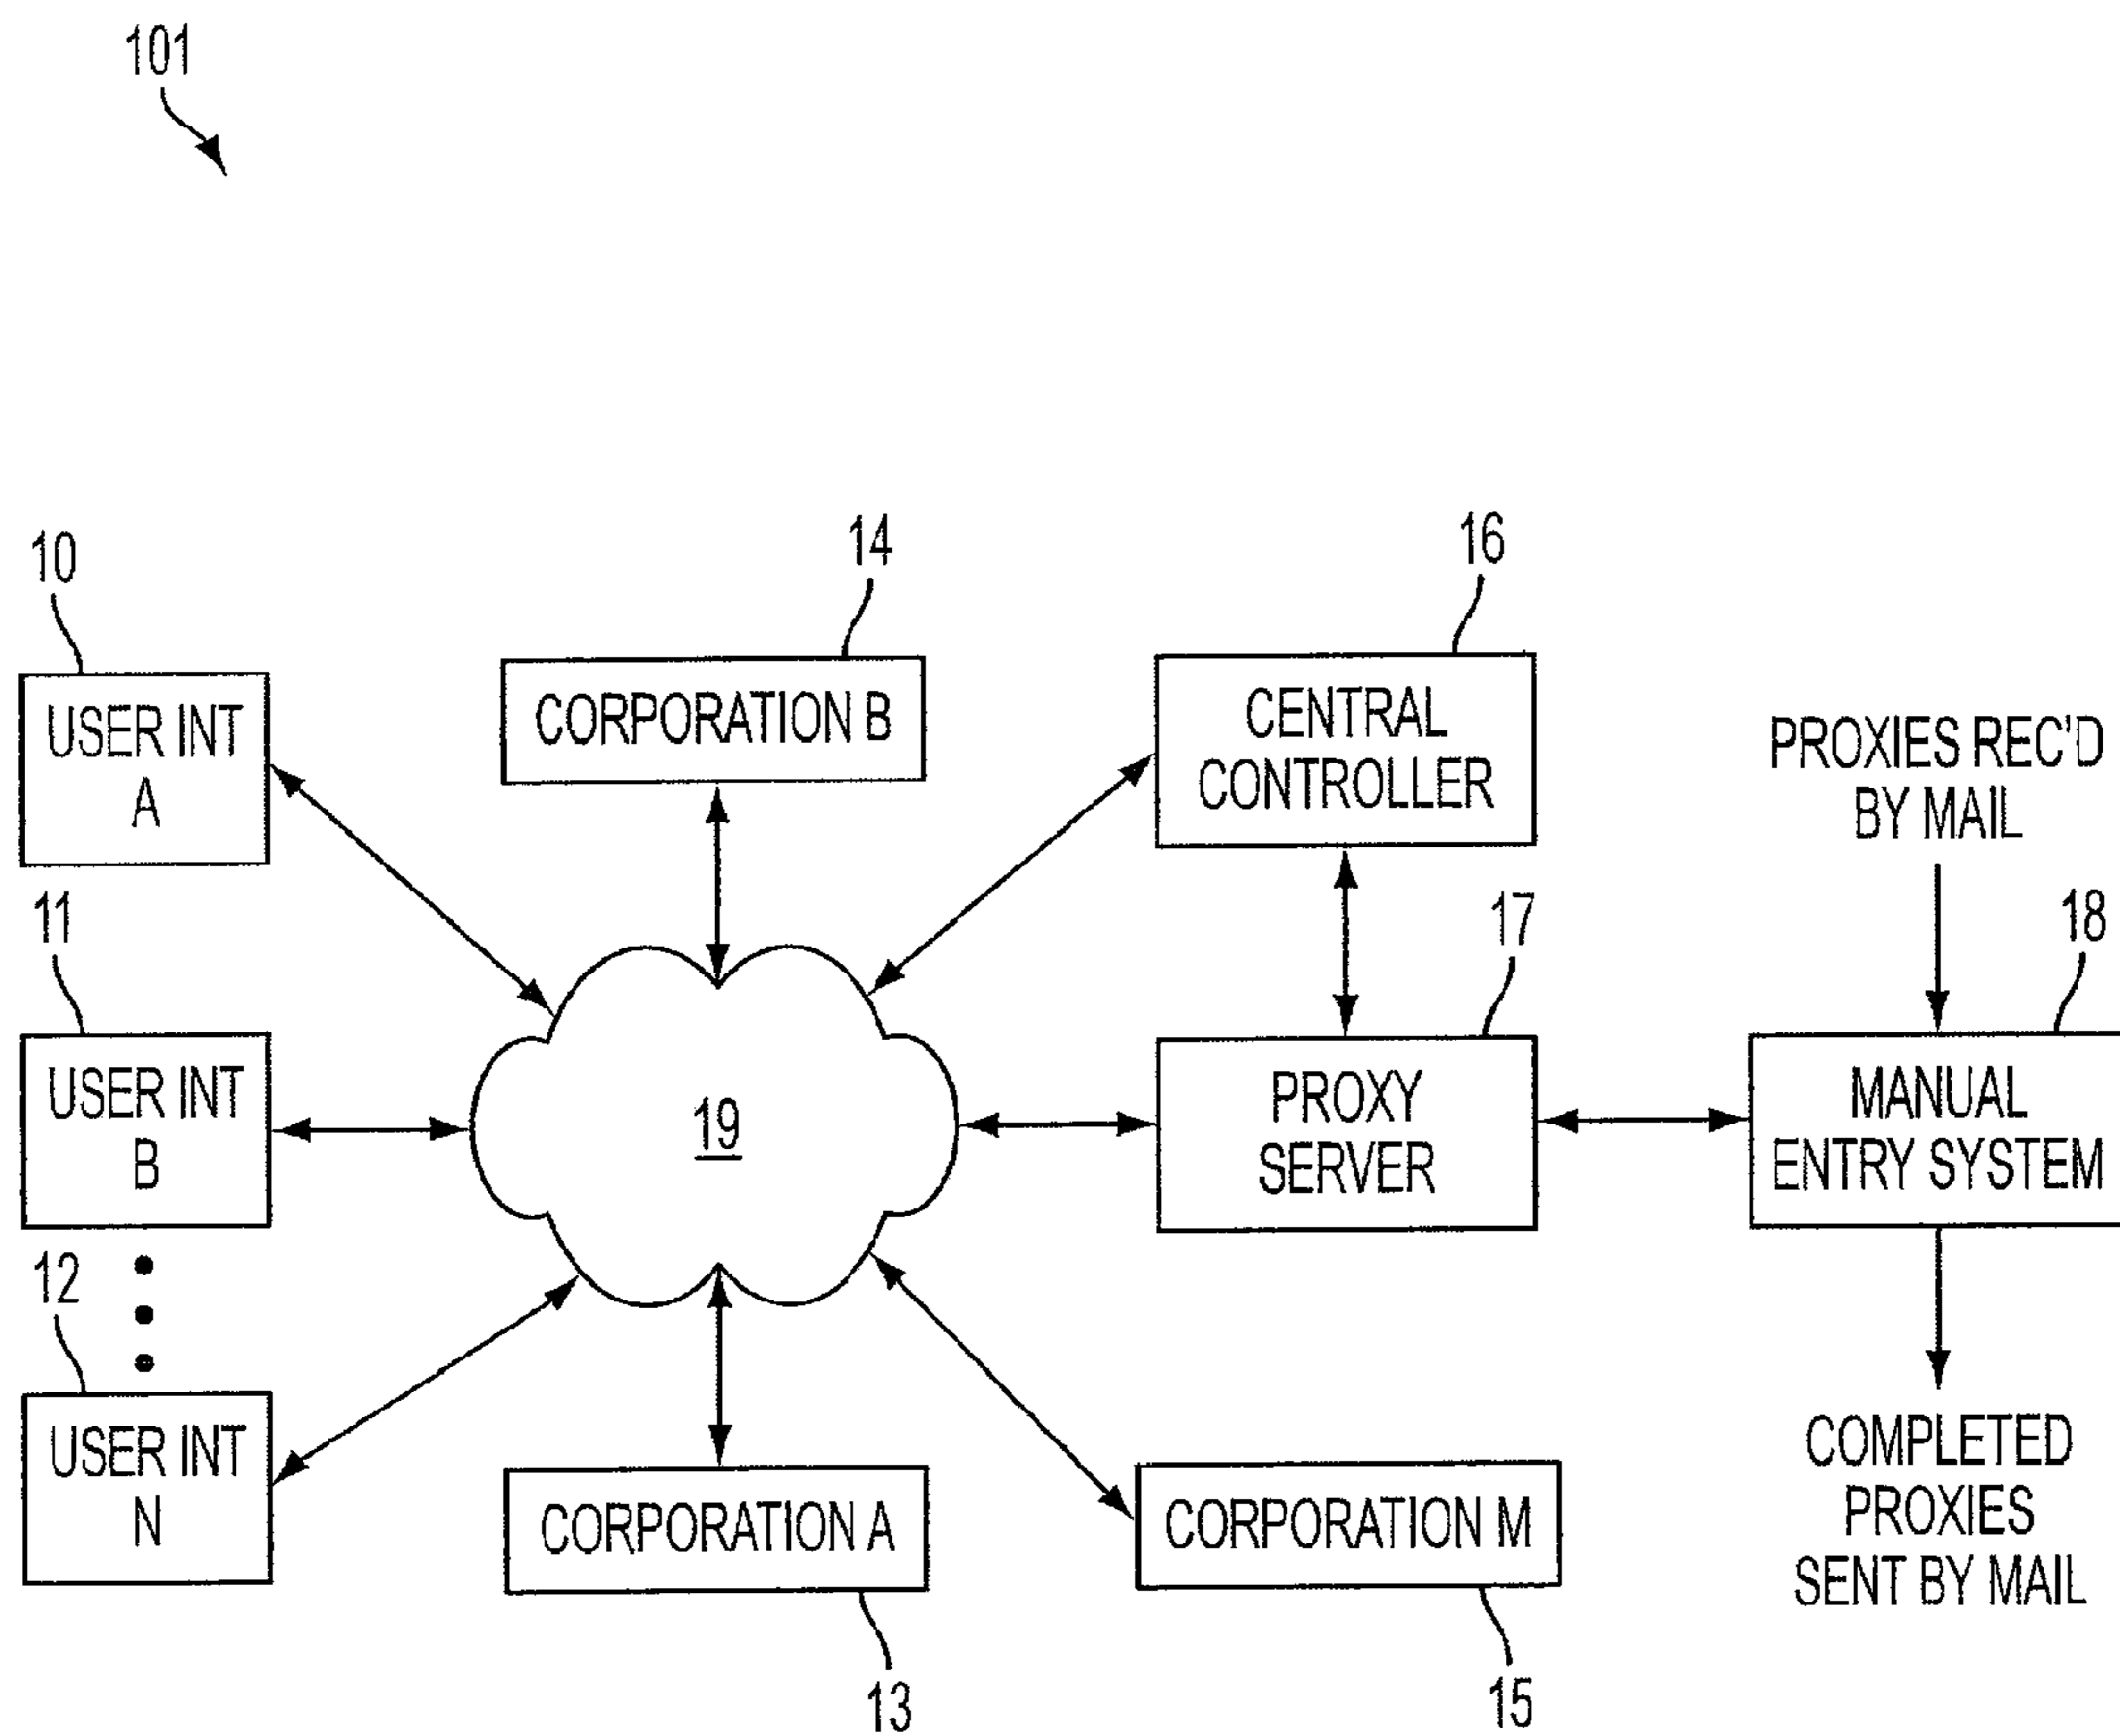 101
10
14
16
USER INT
A
CORPORATION B
CENTRAL
CONTROLLER
PROXIES REC'D
BY MAIL
11
17
18
USER INT
B
19
PROXY
SERVER
MANUAL
ENTRY SYSTEM
12
USER INT
N
CORPORATION A
CORPORATION M
COMPLETED
PROXIES
SENT BY MAIL
13
15